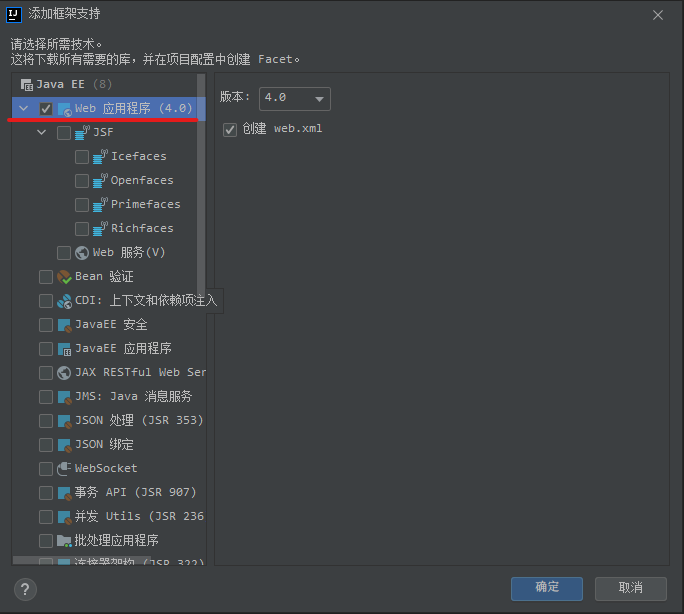 添加框架支持
请选择所需技术。
这将下载所有需要的库,并在项目配置中创建 Facet。
Java EE (8)
Web 应用程序 (4.0)
JSF
Icefaces
Openfaces
Primefaces
Richfaces
Web 服务(V)
Bean 验证
CDI: 上下文和依赖项注入
JavaEE 安全
JavaEE 应用程序
JAX RESTful Web Ser
JMS: Java 消息服务
JSON 处理 (JSR 353)
JSON 绑定
WebSocket
事务 API (JSR 907)
并发 Utils (JSR 236
批处理应用程序
连接器架构 (JSR 322)
版本: 4.0
创建 web.xml
?
确定
取消